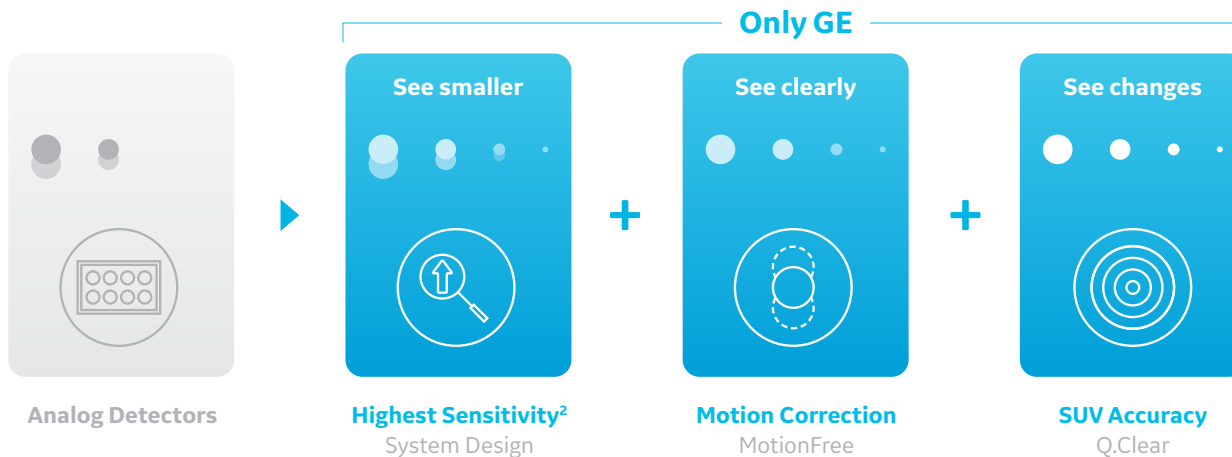 Only GE
See smaller
See clearly
See changes
Analog Detectors
Highest Sensitivity²
System Design
Motion Correction
MotionFree
SUV Accuracy
Q.Clear